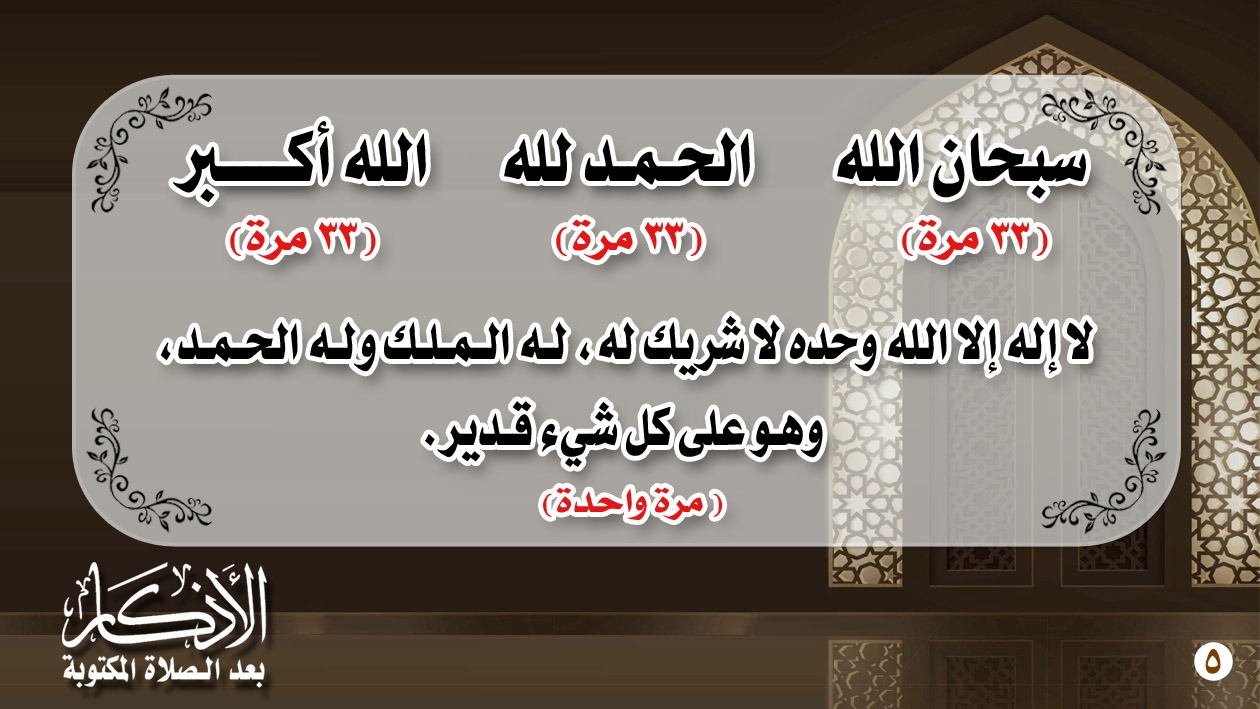 سبحان الله الحمد لله الله أكبر
(٣٣ مرة) (٣٣ مرة) (٣٣ مرة)
لا إله إلا الله وحده لا شريك له، له الملك وله الحمد،
وهو على كل شيء قدير.
(مرة واحدة)
الأذكار
بعد الصلاة المكتوبة
٥